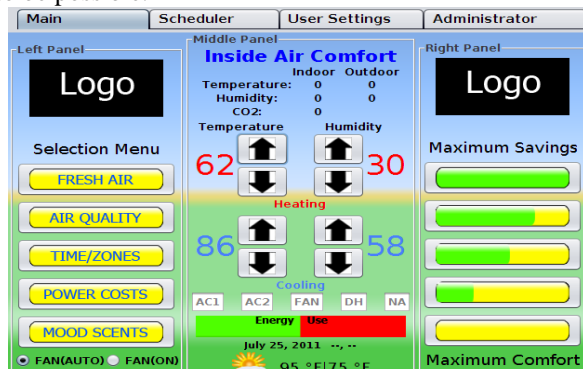 Main Scheduler User Settings Administrator
Left Panel
Logo
Selection Menu
FRESH AIR
AIR QUALITY
TIME/ZONES
POWER COSTS
MOOD SCENTS
FAN(AUTO) FAN(ON)
Middle Panel
Inside Air Comfort
Indoor Outdoor
Temperature: 0 0
Humidity: 0 0
CO2: 0
Temperature Humidity
62 30
Heating
86 58
Cooling
AC1 AC2 FAN DH NA
Energy Use
July 25, 2011 --, --
95 °F|75 °F
Right Panel
Logo
Maximum Savings
Maximum Comfort